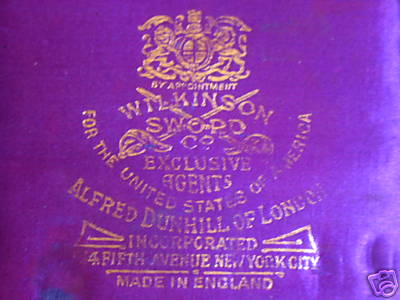 BY APPOINTMENT
WILKINSON
SWORD
CO
EXCLUSIVE
AGENTS
FOR THE UNITED STATES OF AMERICA
ALFRED DUNHILL OF LONDON
INCORPORATED
FIFTH AVENUE NEW YORK CITY
MADE IN ENGLAND
ebY